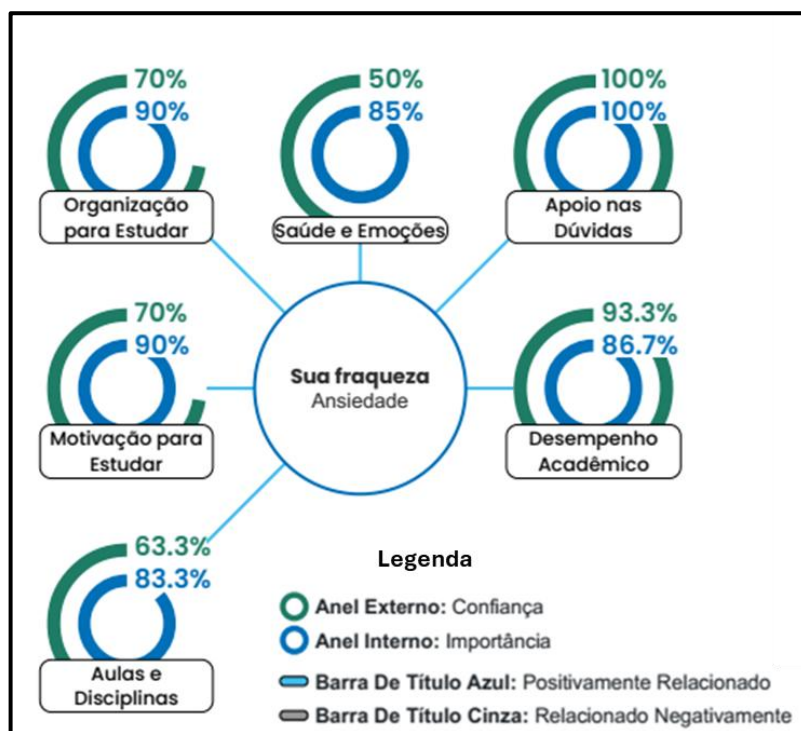 70%
90%
Organização
para Estudar
50%
85%
Saúde e Emoções
100%
100%
Apoio nas
Dúvidas
70%
90%
Motivação para
Estudar
Sua fraqueza
Ansiedade
93.3%
86.7%
Desempenho
Acadêmico
63.3%
83.3%
Aulas e
Disciplinas
Legenda
Anel Externo: Confiança
Anel Interno: Importância
Barra De Título Azul: Positivamente Relacionado
Barra De Título Cinza: Relacionado Negativamente